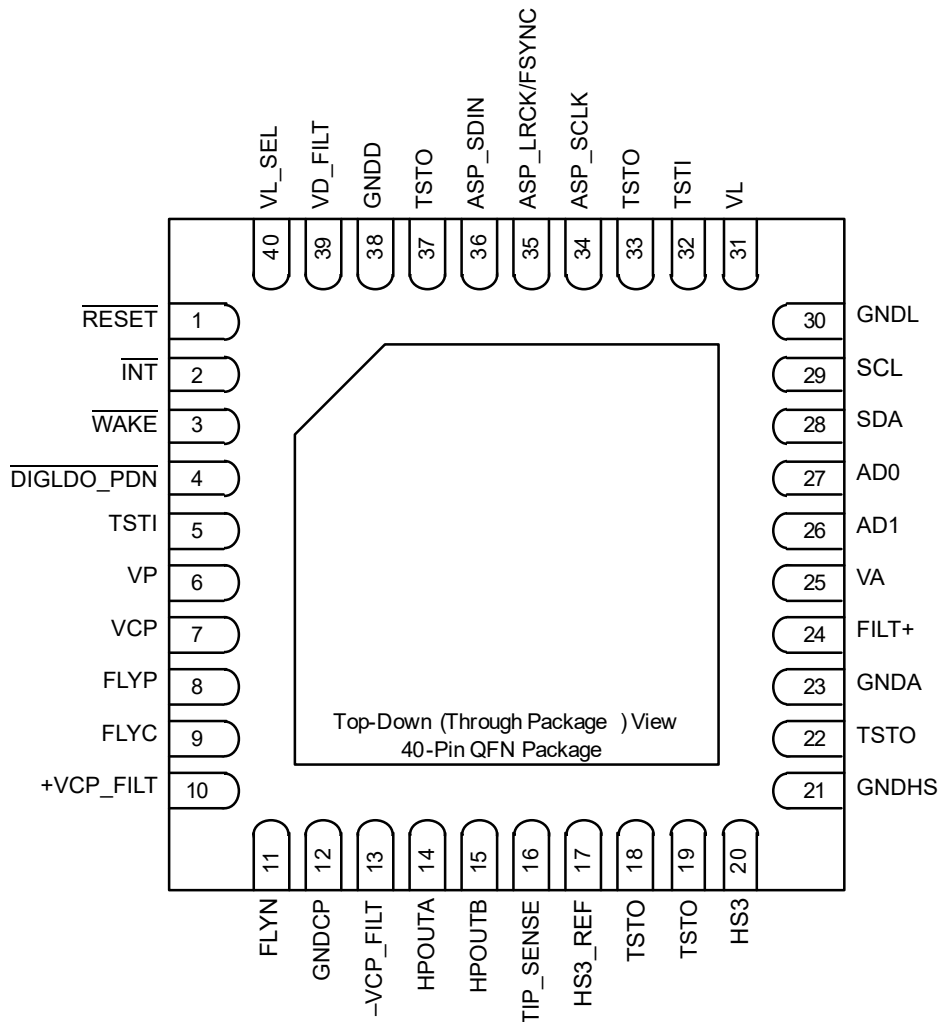 VL_SEL
VD_FILT
GNDD
TSTO
ASP_SDIN
ASP_LRCK/FSYNC
ASP_SCLK
TSTO
TSTI
VL
40
39
38
37
36
35
34
33
32
31
RESET 1
INT 2
WAKE 3
DIGLDO_PDN 4
TSTI 5
VP 6
VCP 7
FLYP 8
FLYC 9
+VCP_FILT 10
30 GNDL
29 SCL
28 SDA
27 AD0
26 AD1
25 VA
24 FILT+
23 GNDA
22 TSTO
21 GNDHS
Top-Down (Through Package ) View
40-Pin QFN Package
11
12
13
14
15
16
17
18
19
20
FLYN
GNDCP
–VCP_FILT
HPOUTA
HPOUTB
TIP_SENSE
HS3_REF
TSTO
TSTO
HS3